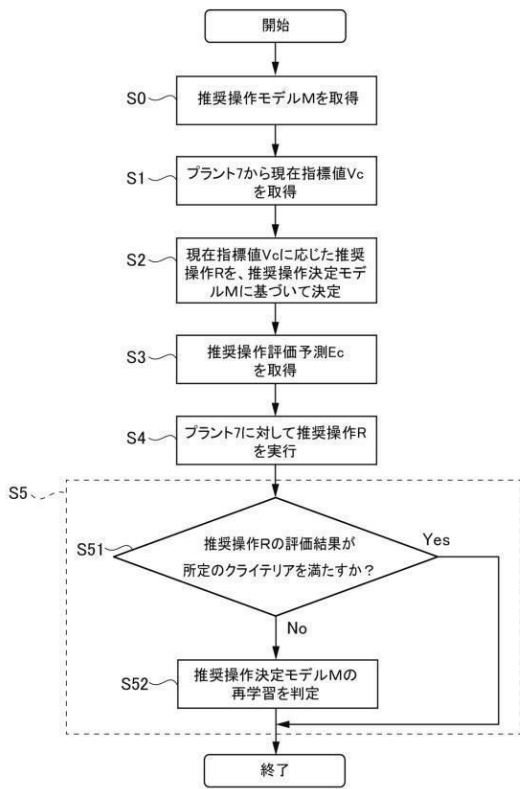 開始
S0
推奨操作モデルMを取得
S1
プラント7から現在指標値Vc
を取得
S2
現在指標値Vcに応じた推奨
操作Rを、推奨操作決定モデ
ルMに基づいて決定
S3
推奨操作評価予測Ec
を取得
S4
プラント7に対して推奨操作R
を実行
S5
S51
推奨操作Rの評価結果が
所定のクライテリアを満たすか？
Yes
No
S52
推奨操作決定モデルMの
再学習を判定
終了